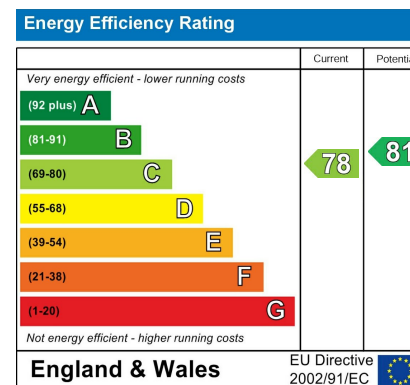 Energy Efficiency Rating
Current Potentia
Very energy efficient - lower running costs
(92 plus) A
(81-91) B
(69-80) C
(55-68) D
(39-54) E
(21-38) F
(1-20) G
78
81
Not energy efficient - higher running costs
England & Wales
EU Directive
2002/91/EC